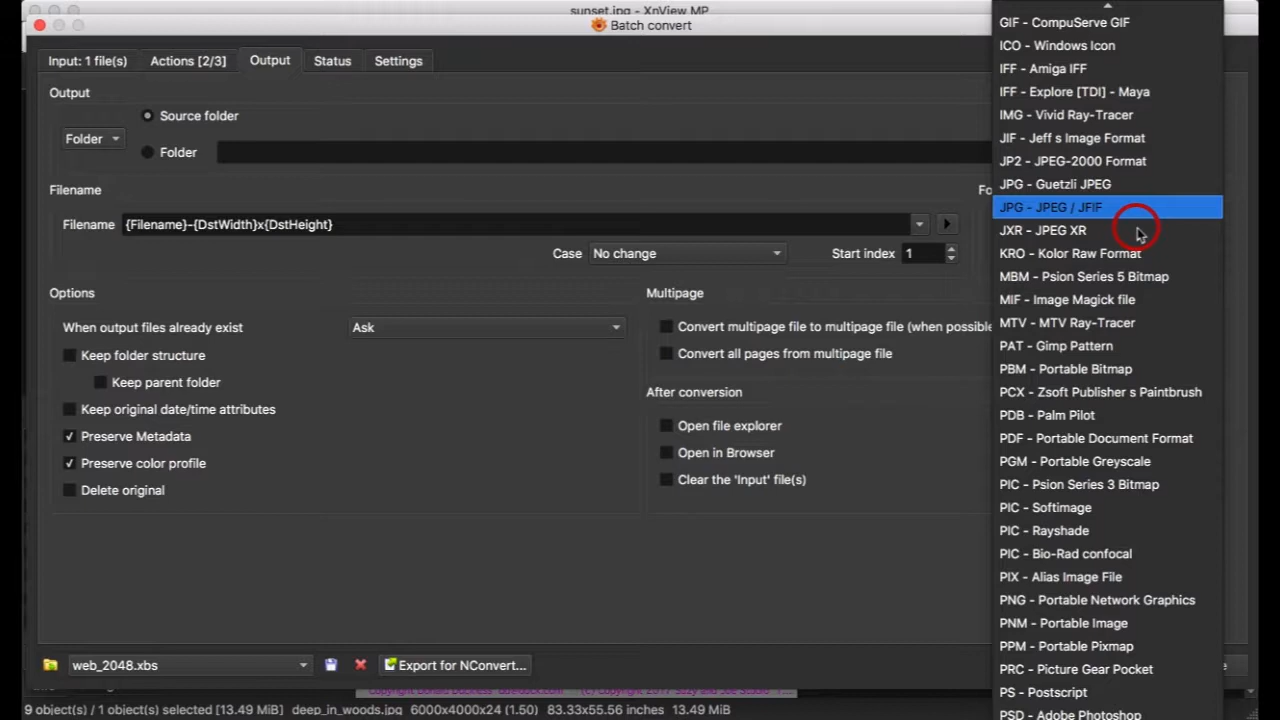 sunset.jpg - XnView MP
Batch convert
Input: 1 file(s) Actions [2/3] Output Status Settings
Output
Folder
Source folder
Folder
Filename
Filename {Filename}-{DstWidth}x{DstHeight}
Case No change Start index 1
Options
When output files already exist Ask
Keep folder structure
Keep parent folder
Keep original date/time attributes
Preserve Metadata
Preserve color profile
Delete original
Multipage
Convert multipage file to multipage file (when possible
Convert all pages from multipage file
After conversion
Open file explorer
Open in Browser
Clear the 'Input' file(s)
GIF - CompuServe GIF
ICO - Windows Icon
IFF - Amiga IFF
IFF - Explore [TDI] - Maya
IMG - Vivid Ray-Tracer
JIF - Jeff s Image Format
JP2 - JPEG-2000 Format
JPG - Guetzli JPEG
JPG - JPEG / JFIF
JXR - JPEG XR
KRO - Kolor Raw Format
MBM - Psion Series 5 Bitmap
MIF - Image Magick file
MTV - MTV Ray-Tracer
PAT - Gimp Pattern
PBM - Portable Bitmap
PCX - Zsoft Publisher s Paintbrush
PDB - Palm Pilot
PDF - Portable Document Format
PGM - Portable Greyscale
PIC - Psion Series 3 Bitmap
PIC - Softimage
PIC - Rayshade
PIC - Bio-Rad confocal
PIX - Alias Image File
PNG - Portable Network Graphics
PNM - Portable Image
PPM - Portable Pixmap
PRC - Picture Gear Pocket
PS - Postscript
PSD - Adobe Photoshop
web_2048.xbs Export for NConvert...
9 object(s) / 1 object(s) selected [13.49 MiB] deep_in_woods.jpg 6000x4000x24 (1.50) 83.33x55.56 inches 13.49 MiB